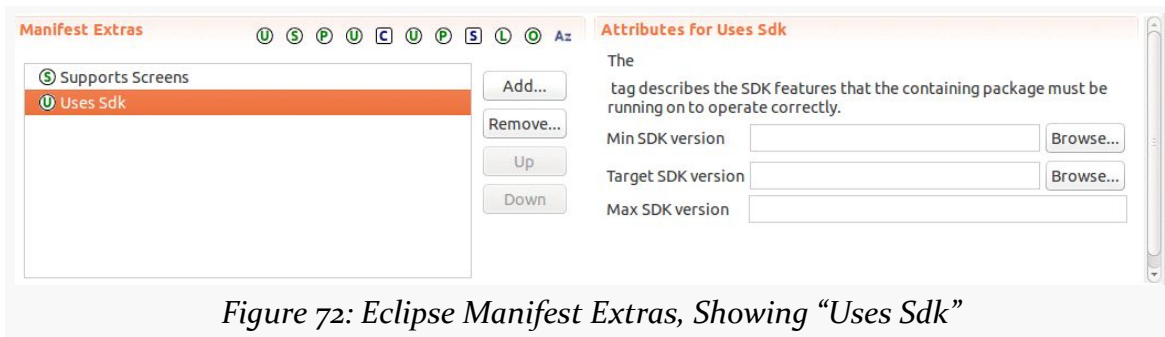 Manifest Extras
U S P U C U P S L O Az
Attributes for Uses Sdk
S Supports Screens
U Uses Sdk
Add...
Remove...
Up
Down
The
tag describes the SDK features that the containing package must be
running on to operate correctly.
Min SDK version
Browse...
Target SDK version
Browse...
Max SDK version
Figure 72: Eclipse Manifest Extras, Showing “Uses Sdk”